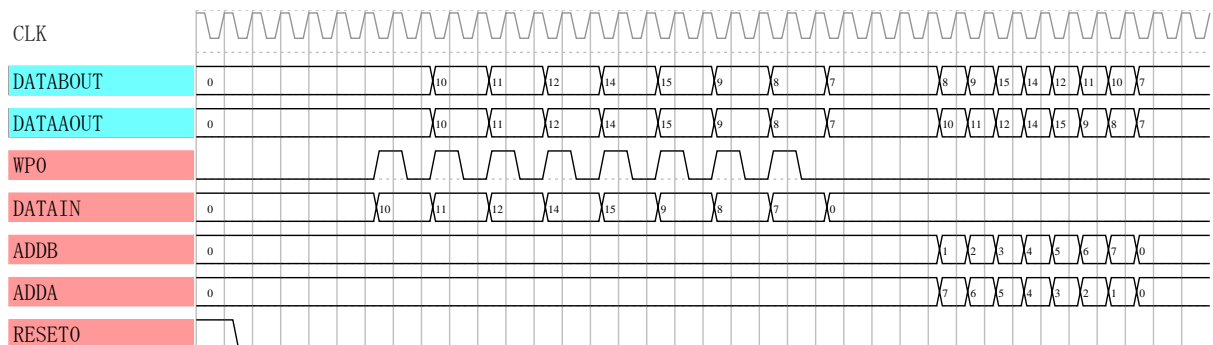 CLK
DATABOUT 0 10 11 12 14 15 9 8 7 8 9 15 14 12 11 10 7
DATAAOUT 0 10 11 12 14 15 9 8 7 10 11 12 14 15 9 8 7
WPO
DATAIN 0 10 11 12 14 15 9 8 7 0
ADDB 0 1 2 3 4 5 6 7 0
ADDA 0 7 6 5 4 3 2 1 0
RESETO